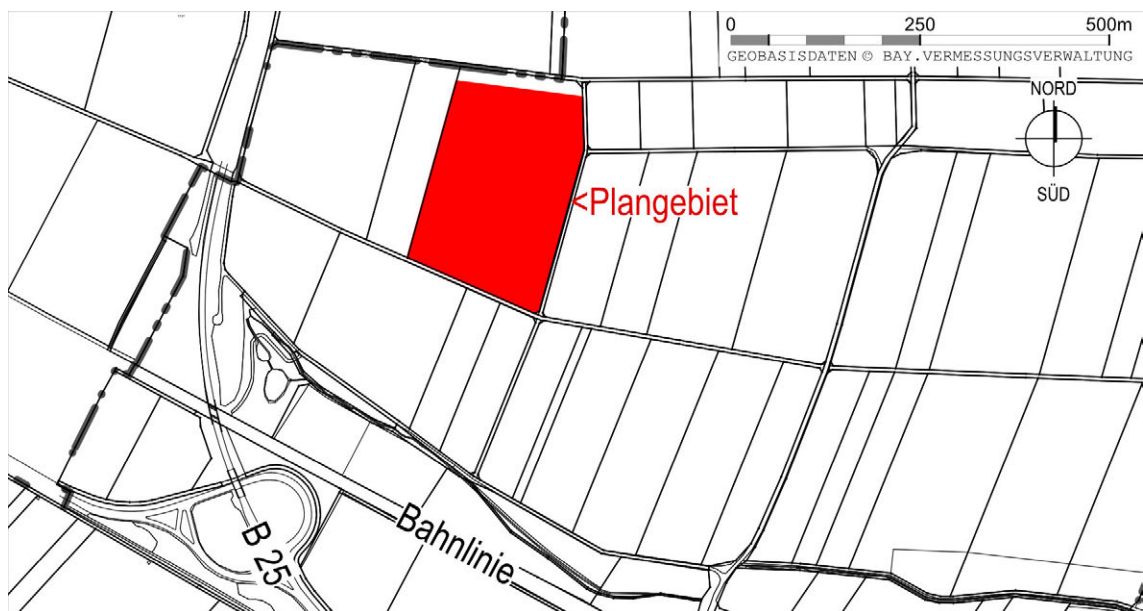 0 250 500m
GEOBASISDATEN © BAY.VERMESSUNGSVERWALTUNG
NORD
SÜD
<Plangebiet
Bahnlinie
B 25